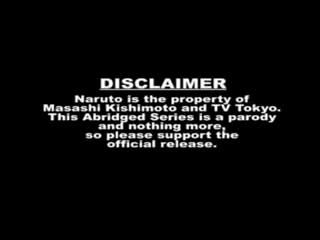 DISCLAIMER
Naruto is the property of
Masashi Kishimoto and TV Tokyo.
This Abridged Series is a parody
and nothing more,
so please support the
official release.